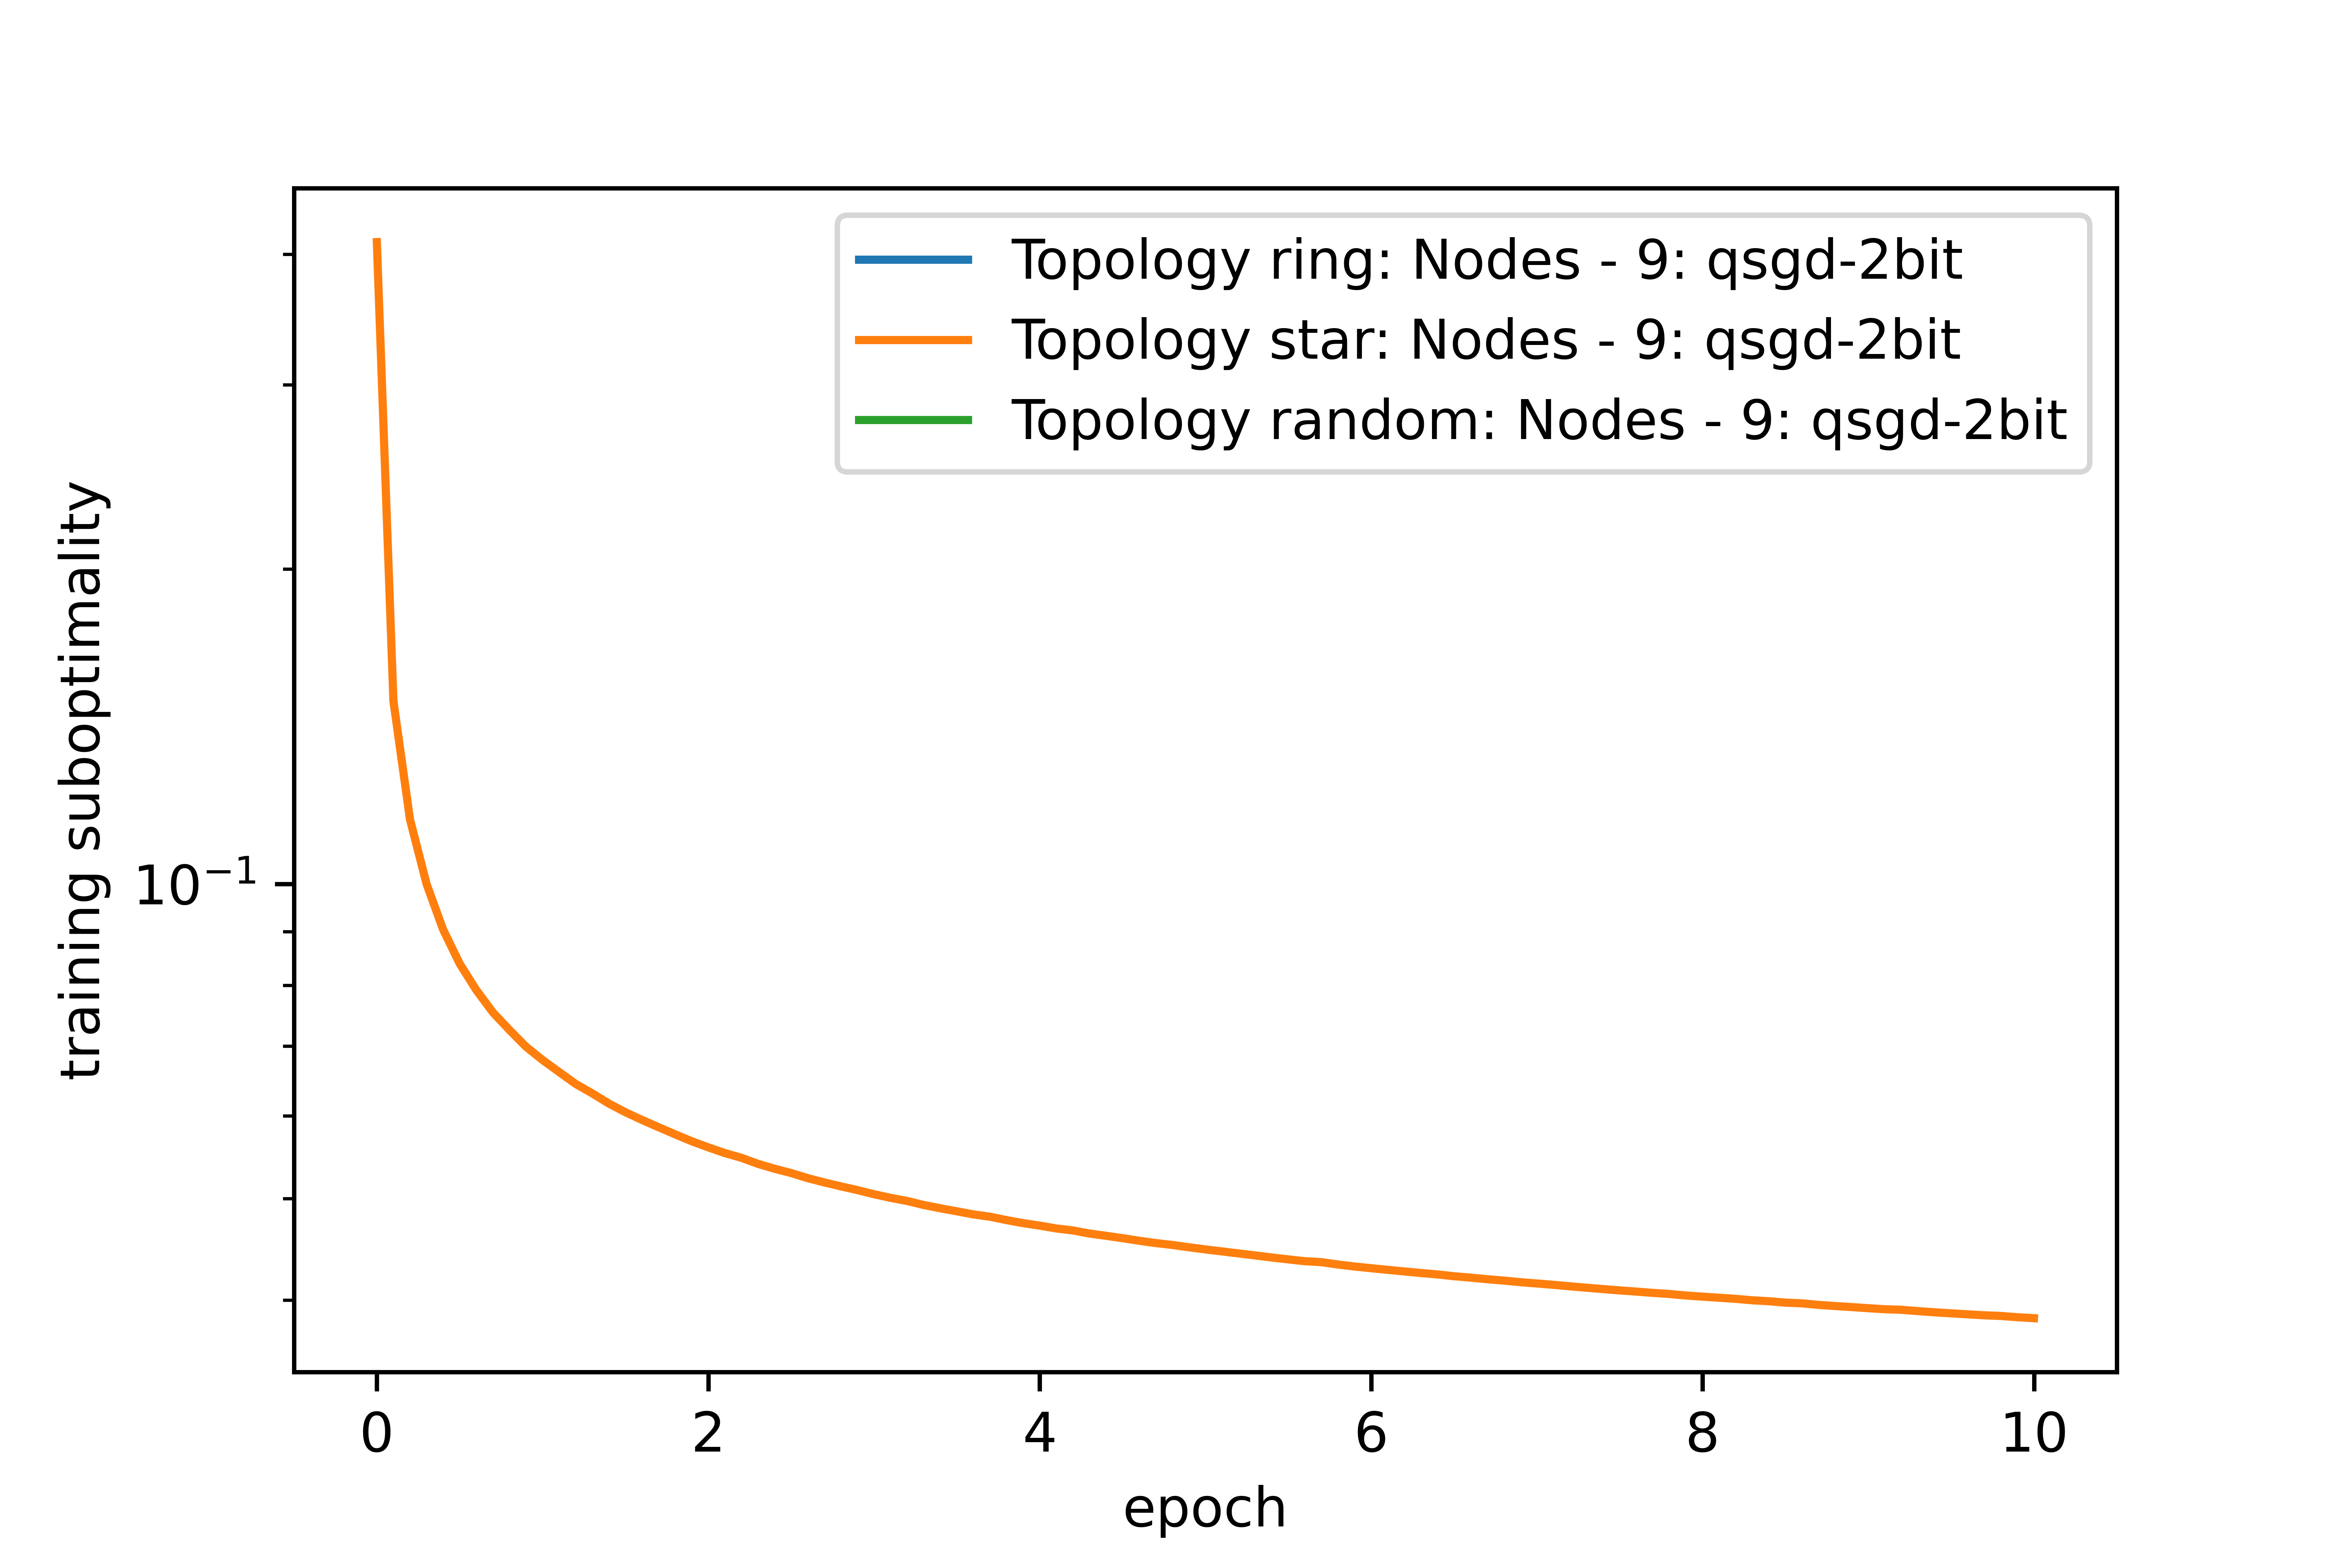 Topology ring: Nodes - 9: qsgd-2bit
Topology star: Nodes - 9: qsgd-2bit
Topology random: Nodes - 9: qsgd-2bit
training suboptimality
10⁻¹
0 2 4 6 8 10
epoch